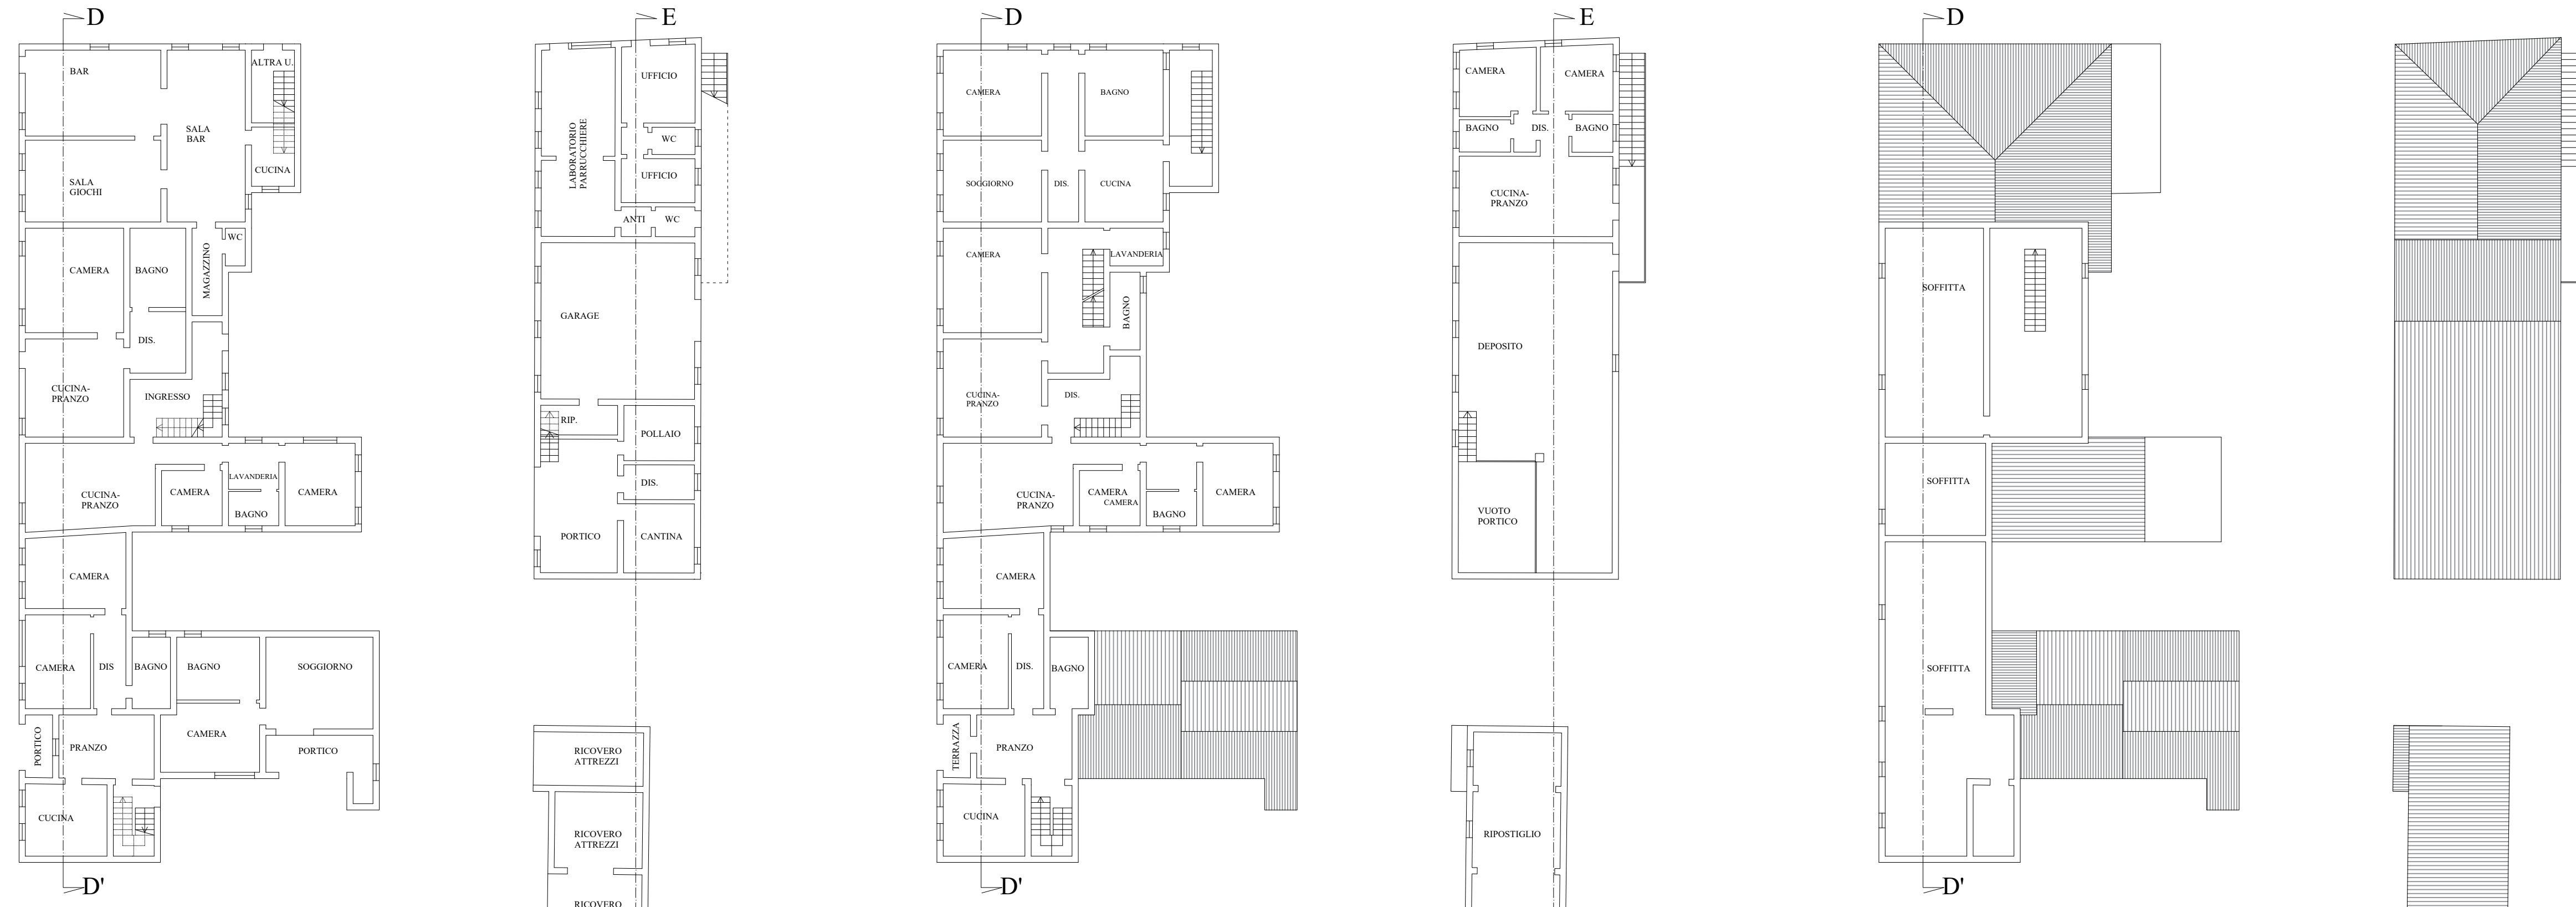 D
BAR
ALTRA U.
SALA
BAR
CUCINA
SALA
GIOCHI
WC
MAGAZZINO
CAMERA
BAGNO
DIS.
CUCINA-
PRANZO
INGRESSO
CUCINA-
PRANZO
CAMERA
LAVANDERIA
BAGNO
CAMERA
CAMERA
CAMERA
DIS
BAGNO
BAGNO
SOGGIORNO
PORTICO
PRANZO
CAMERA
PORTICO
CUCINA
D'
E
UFFICIO
LABORATORIO
PARRUCCHIERE
WC
UFFICIO
ANTI
WC
GARAGE
RIP.
POLLAIO
DIS.
PORTICO
CANTINA
RICOVERO
ATTREZZI
RICOVERO
ATTREZZI
RICOVERO
D
CAMERA
BAGNO
SOGGIORNO
DIS.
CUCINA
CAMERA
LAVANDERIA
BAGNO
CUCINA-
PRANZO
DIS.
CUCINA-
PRANZO
CAMERA
CAMERA
BAGNO
CAMERA
CAMERA
CAMERA
DIS.
BAGNO
TERRAZZA
PRANZO
CUCINA
D'
E
CAMERA
CAMERA
BAGNO
DIS.
BAGNO
CUCINA-
PRANZO
DEPOSITO
VUOTO
PORTICO
RIPOSTIGLIO
D
SOFFITTA
SOFFITTA
SOFFITTA
D'